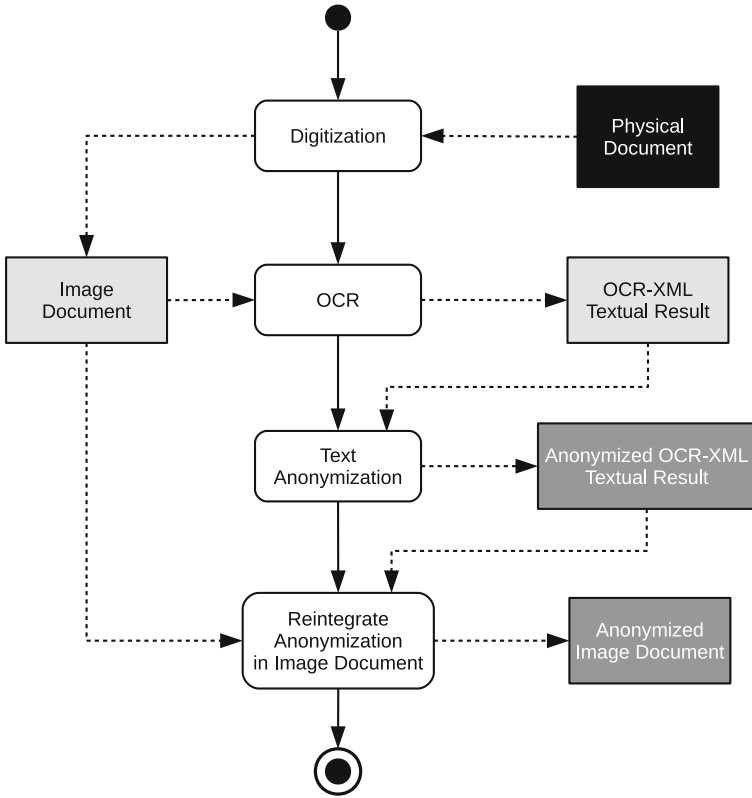 Digitization
Physical
Document
Image
Document
OCR
OCR-XML
Textual Result
Text
Anonymization
Anonymized OCR-XML
Textual Result
Reintegrate
Anonymization
in Image Document
Anonymized
Image Document